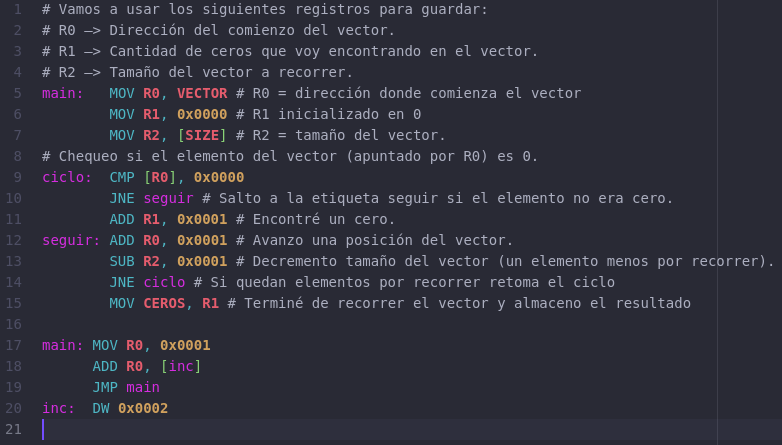 1 # Vamos a usar los siguientes registros para guardar:
2 # R0 —> Dirección del comienzo del vector.
3 # R1 —> Cantidad de ceros que voy encontrando en el vector.
4 # R2 —> Tamaño del vector a recorrer.
5 main:   MOV R0, VECTOR # R0 = dirección donde comienza el vector
6         MOV R1, 0x0000 # R1 inicializado en 0
7         MOV R2, [SIZE] # R2 = tamaño del vector.
8 # Chequeo si el elemento del vector (apuntado por R0) es 0.
9 ciclo:  CMP [R0], 0x0000
10         JNE seguir # Salto a la etiqueta seguir si el elemento no era cero.
11         ADD R1, 0x0001 # Encontré un cero.
12 seguir: ADD R0, 0x0001 # Avanzo una posición del vector.
13         SUB R2, 0x0001 # Decremento tamaño del vector (un elemento menos por recorrer).
14         JNE ciclo # Si quedan elementos por recorrer retoma el ciclo
15         MOV CEROS, R1 # Terminé de recorrer el vector y almaceno el resultado
16
17 main: MOV R0, 0x0001
18       ADD R0, [inc]
19       JMP main
20 inc:  DW 0x0002
21